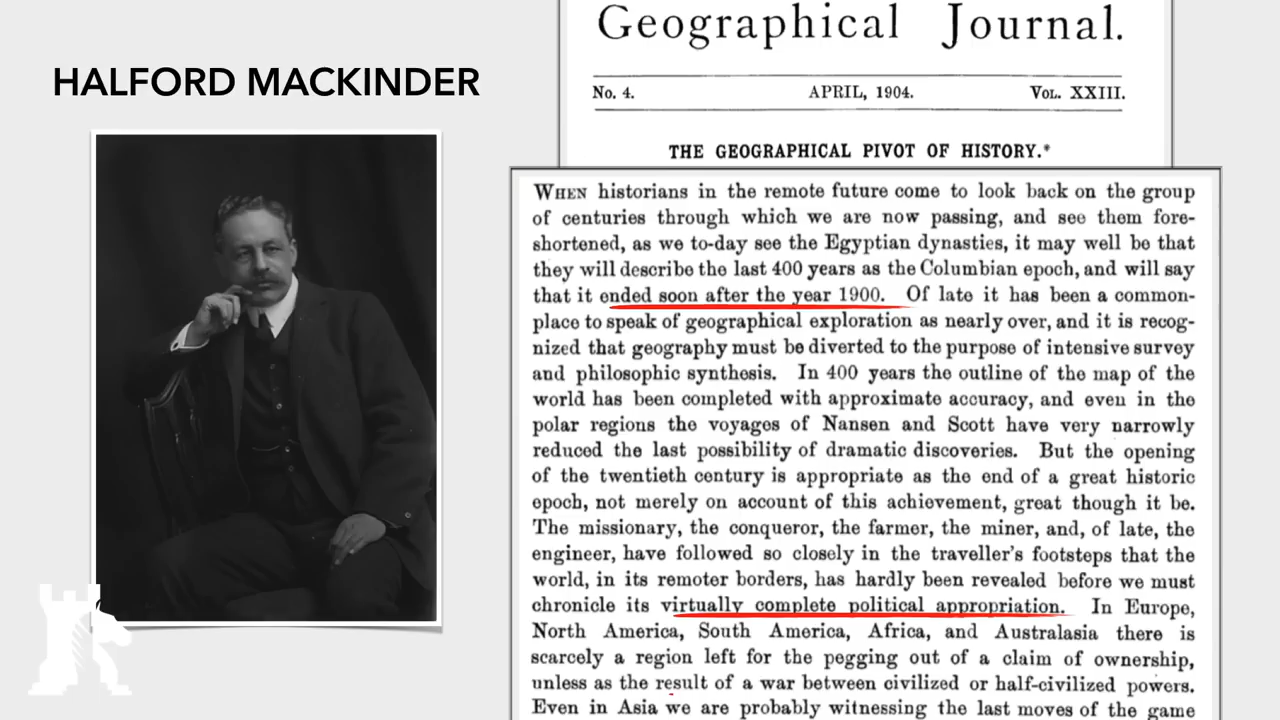 HALFORD MACKINDER
Geographical Journal.
No. 4. APRIL, 1904. Vol. XXIII.
THE GEOGRAPHICAL PIVOT OF HISTORY.*
When historians in the remote future come to look back on the group
of centuries through which we are now passing, and see them fore-
shortened, as we to-day see the Egyptian dynasties, it may well be that
they will describe the last 400 years as the Columbian epoch, and will say
that it ended soon after the year 1900. Of late it has been a common-
place to speak of geographical exploration as nearly over, and it is recog-
nized that geography must be diverted to the purpose of intensive survey
and philosophic synthesis. In 400 years the outline of the map of the
world has been completed with approximate accuracy, and even in the
polar regions the voyages of Nansen and Scott have very narrowly
reduced the last possibility of dramatic discoveries. But the opening
of the twentieth century is appropriate as the end of a great historic
epoch, not merely on account of this achievement, great though it be.
The missionary, the conqueror, the farmer, the miner, and, of late, the
engineer, have followed so closely in the traveller's footsteps that the
world, in its remoter borders, has hardly been revealed before we must
chronicle its virtually complete political appropriation. In Europe,
North America, South America, Africa, and Australasia there is
scarcely a region left for the pegging out of a claim of ownership,
unless as the result of a war between civilized or half-civilized powers.
Even in Asia we are probably witnessing the last moves of the game